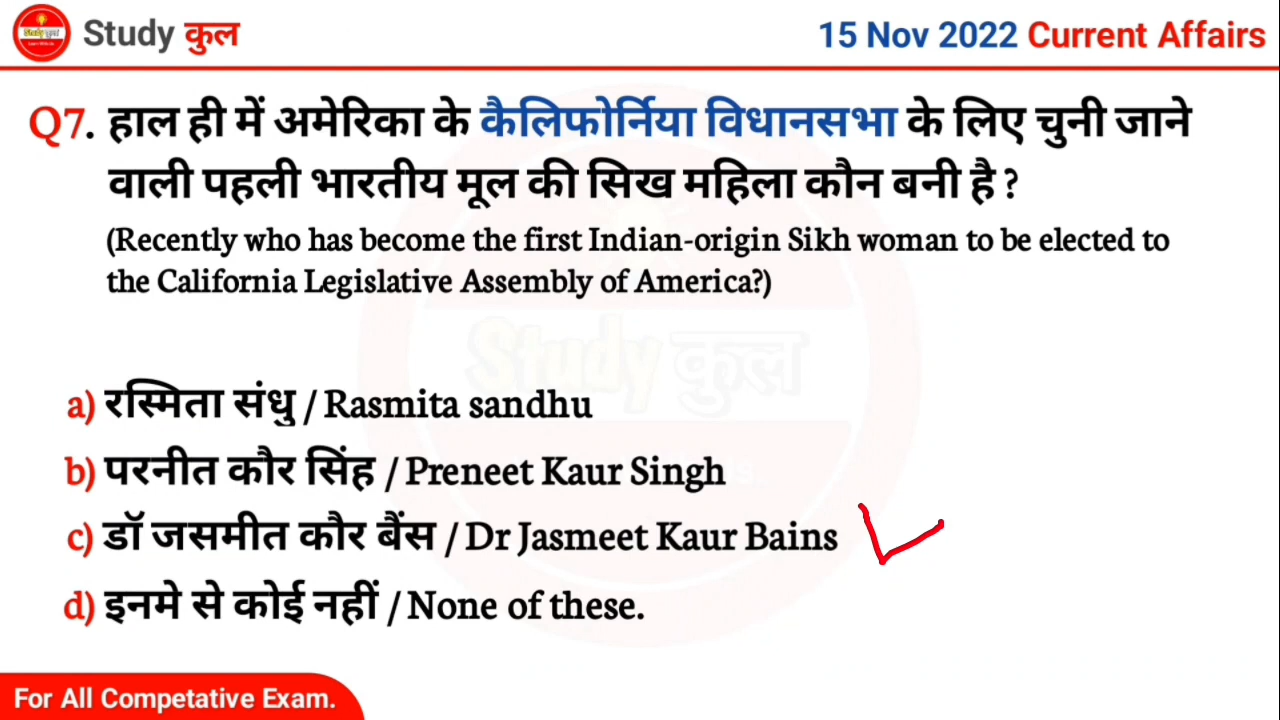 Study कुल
15 Nov 2022 Current Affairs
Q7. हाल ही में अमेरिका के कैलिफोर्निया विधानसभा के लिए चुनी जाने
वाली पहली भारतीय मूल की सिख महिला कौन बनी है ?
(Recently who has become the first Indian-origin Sikh woman to be elected to
the California Legislative Assembly of America?)
Study कुल
a) रस्मिता संधु / Rasmita sandhu
b) परनीत कौर सिंह / Preneet Kaur Singh
c) डॉ जसमीत कौर बैंस / Dr Jasmeet Kaur Bains
d) इनमे से कोई नहीं / None of these.
For All Competative Exam.